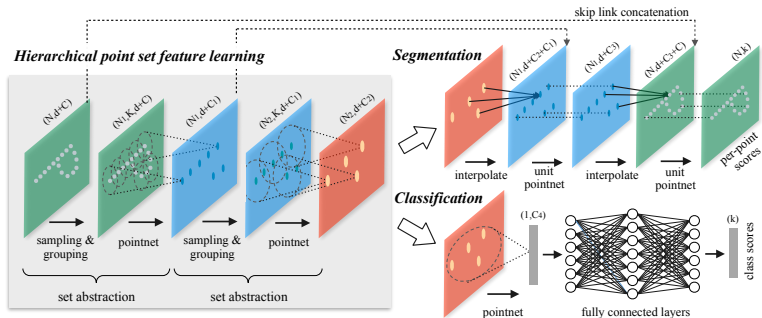 skip link concatenation
Hierarchical point set feature learning
Segmentation
(N,d+C)
(N1,K,d+C)
(N1,d+C1)
(N2,K,d+C1)
(N2,d+C2)
(N1,d+C2+C1)
(N1,d+C3)
(N,d+C3+C)
(N,k)
per-point
scores
interpolate
unit
pointnet
interpolate
unit
pointnet
sampling &
grouping
pointnet
sampling &
grouping
pointnet
set abstraction
set abstraction
Classification
(1,C4)
(k)
class scores
pointnet
fully connected layers